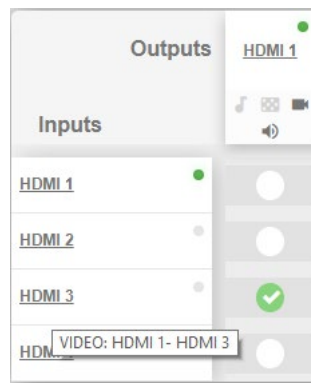 Outputs
HDMI 1
Inputs
HDMI 1
HDMI 2
HDMI 3
VIDEO: HDMI 1- HDMI 3